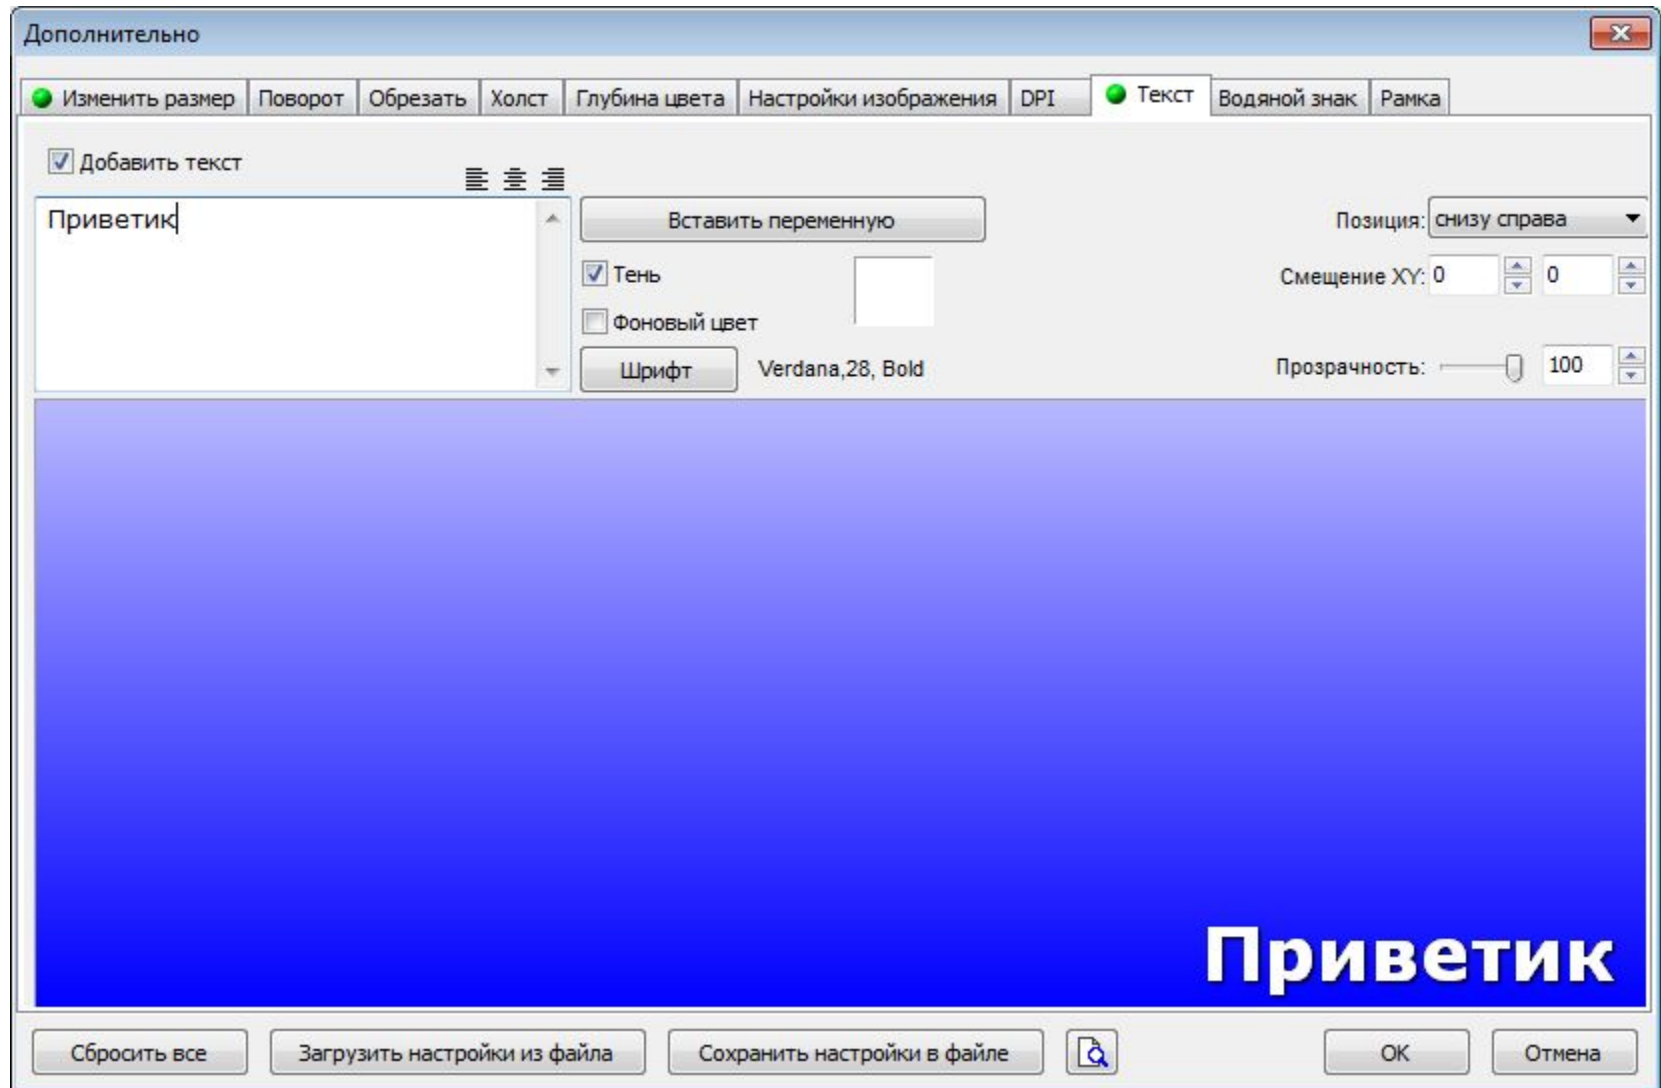 Дополнительно
Изменить размер Поворот Обрезать Холст Глубина цвета Настройки изображения DPI Текст Водяной знак Рамка
Добавить текст
Приветик
Вставить переменную
Позиция: снизу справа
Тень
Смещение XY: 0 0
Фоновый цвет
Шрифт Verdana,28, Bold
Прозрачность: 100
Приветик
Сбросить все Загрузить настройки из файла Сохранить настройки в файле OK Отмена